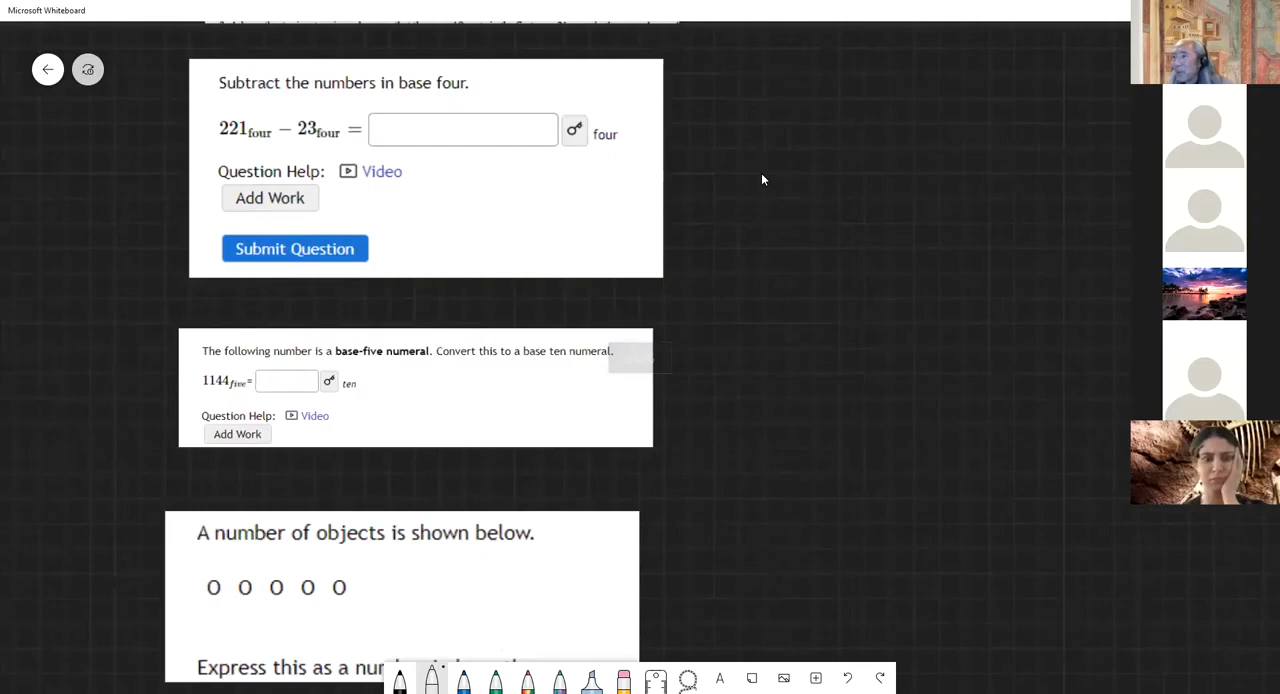 Microsoft Whiteboard
Subtract the numbers in base four.
221four − 23four = four
Question Help: Video
Add Work
Submit Question
The following number is a base-five numeral. Convert this to a base ten numeral.
1144five= ten
Question Help: Video
Add Work
A number of objects is shown below.
O O O O O
Express this as a
A